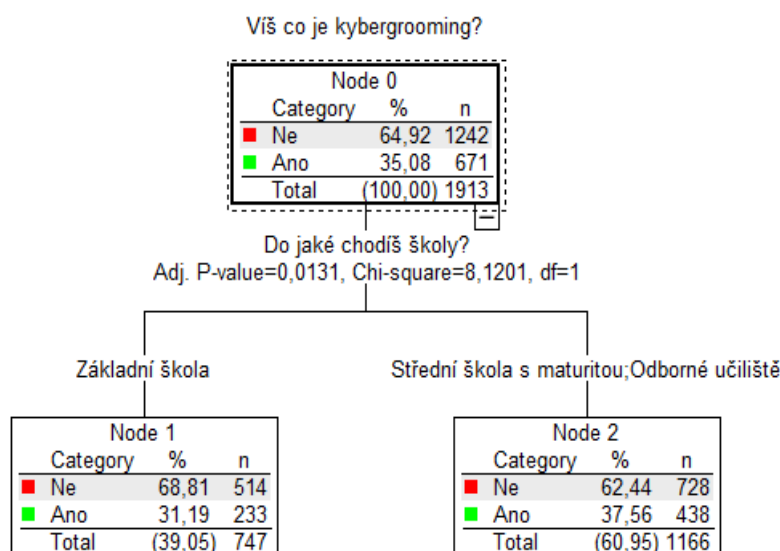 Víš co je kybergrooming?
Node 0
Category % n
Ne 64,92 1242
Ano 35,08 671
Total (100,00) 1913
Do jaké chodíš školy?
Adj. P-value=0,0131, Chi-square=8,1201, df=1
Základní škola
Node 1
Category % n
Ne 68,81 514
Ano 31,19 233
Total (39,05) 747
Střední škola s maturitou;Odborné učiliště
Node 2
Category % n
Ne 62,44 728
Ano 37,56 438
Total (60,95) 1166